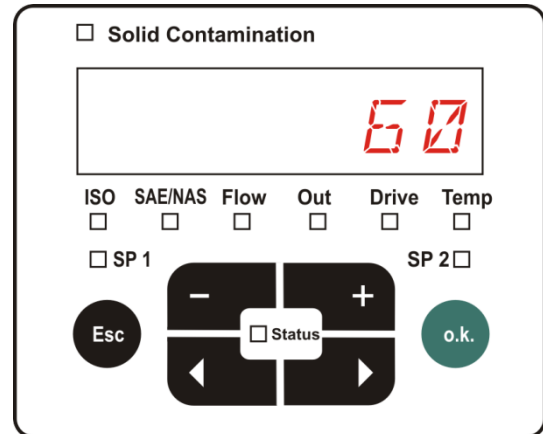 Solid Contamination
60
ISO SAE/NAS Flow Out Drive Temp
SP 1 SP 2
- +
Esc Status o.k.